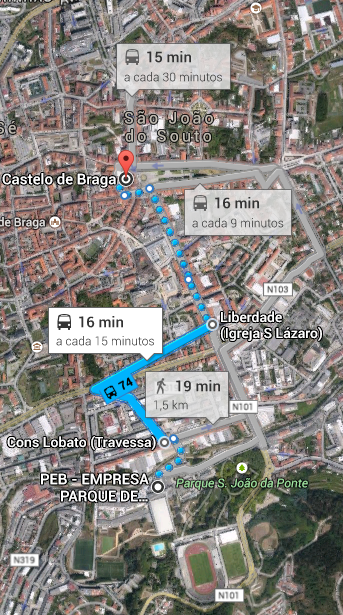 15 min
a cada 30 minutos
São João
do Souto
Sé
Castelo de Braga
de Braga
16 min
a cada 9 minutos
N103
Liberdade
(Igreja S Lázaro)
16 min
a cada 15 minutos
74
19 min
1,5 km
N101
Cons Lobato (Travessa)
PEB - EMPRESA
PARQUE DE...
Parque S. João da Ponte
N319
N101